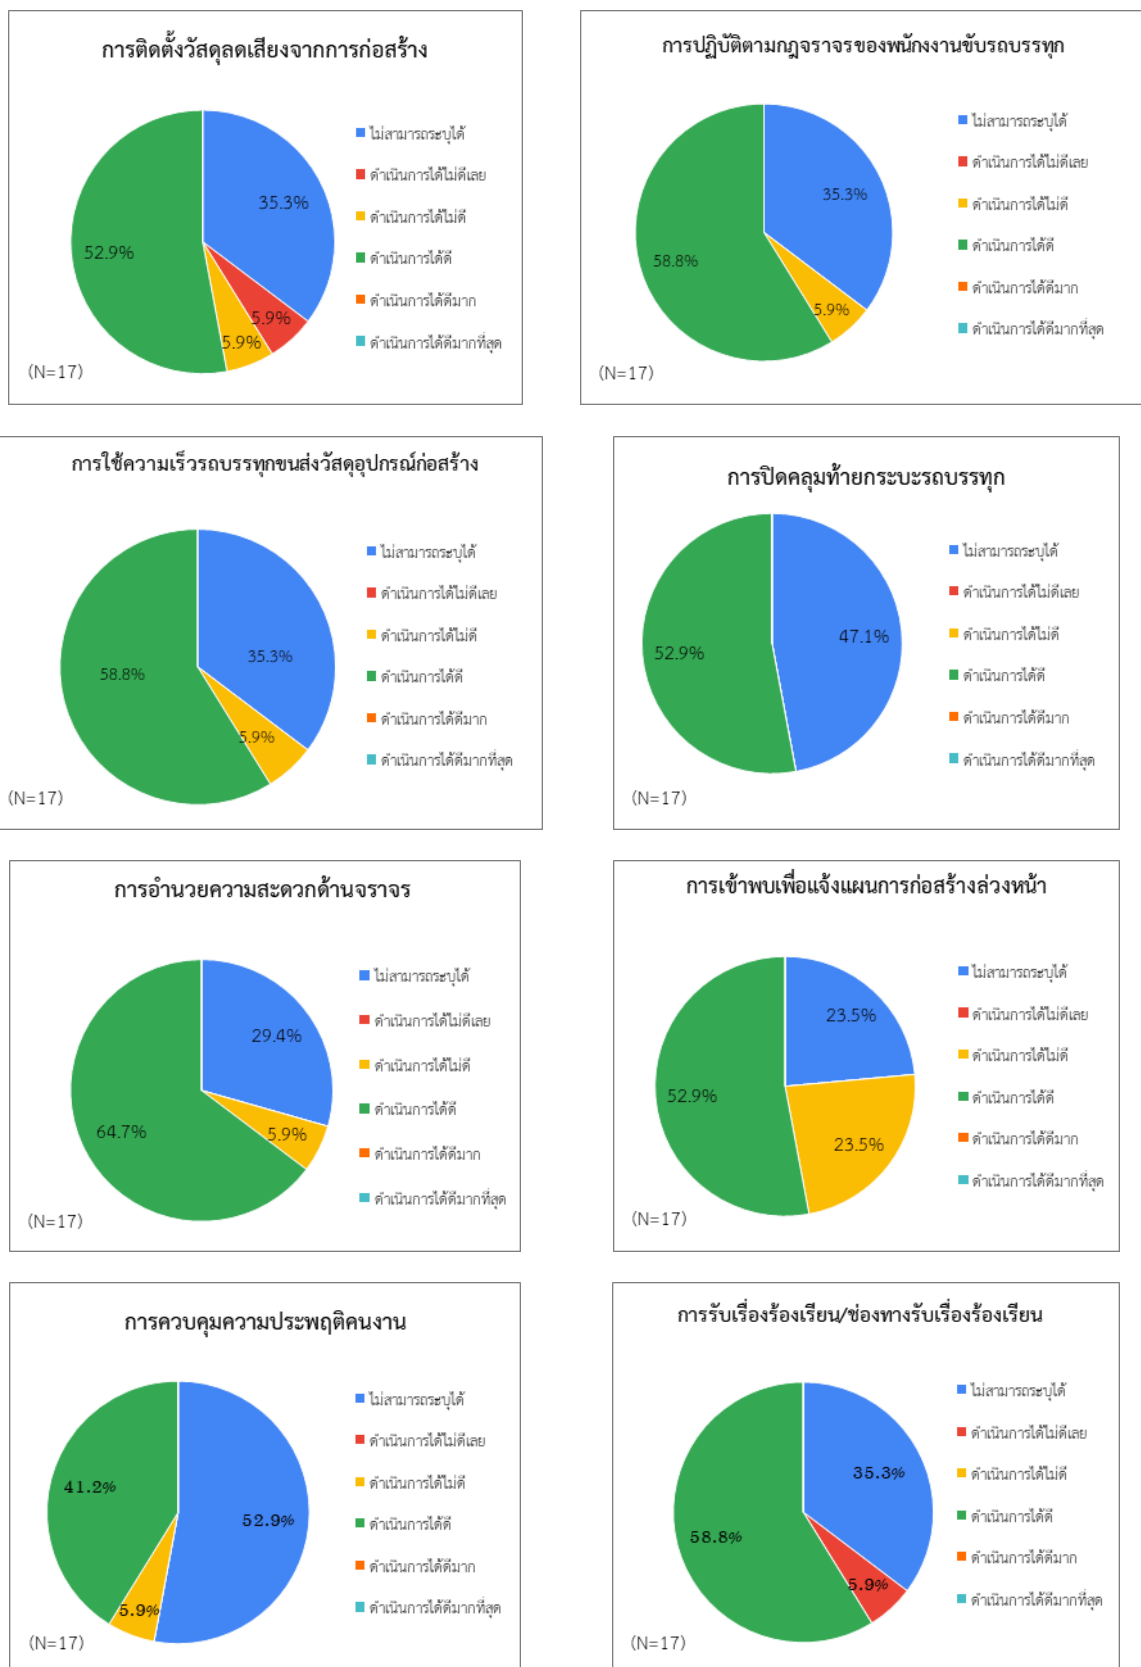 การติดตั้งวัสดุลดเสียงจากการก่อสร้าง
ไม่สามารถระบุได้
ดำเนินการได้ไม่ดีเลย
ดำเนินการได้ไม่ดี
ดำเนินการได้ดี
ดำเนินการได้ดีมาก
ดำเนินการได้ดีมากที่สุด
35.3%
5.9%
5.9%
52.9%
(N=17)
การปฏิบัติตามกฎจราจรของพนักงานขับรถบรรทุก
ไม่สามารถระบุได้
ดำเนินการได้ไม่ดีเลย
ดำเนินการได้ไม่ดี
ดำเนินการได้ดี
ดำเนินการได้ดีมาก
ดำเนินการได้ดีมากที่สุด
35.3%
5.9%
58.8%
(N=17)
การใช้ความเร็วรถบรรทุกขนส่งวัสดุอุปกรณ์ก่อสร้าง
ไม่สามารถระบุได้
ดำเนินการได้ไม่ดีเลย
ดำเนินการได้ไม่ดี
ดำเนินการได้ดี
ดำเนินการได้ดีมาก
ดำเนินการได้ดีมากที่สุด
35.3%
5.9%
58.8%
(N=17)
การปิดคลุมท้ายกระบะรถบรรทุก
ไม่สามารถระบุได้
ดำเนินการได้ไม่ดีเลย
ดำเนินการได้ไม่ดี
ดำเนินการได้ดี
ดำเนินการได้ดีมาก
ดำเนินการได้ดีมากที่สุด
47.1%
52.9%
(N=17)
การอำนวยความสะดวกด้านจราจร
ไม่สามารถระบุได้
ดำเนินการได้ไม่ดีเลย
ดำเนินการได้ไม่ดี
ดำเนินการได้ดี
ดำเนินการได้ดีมาก
ดำเนินการได้ดีมากที่สุด
29.4%
5.9%
64.7%
(N=17)
การเข้าพบเพื่อแจ้งแผนการก่อสร้างล่วงหน้า
ไม่สามารถระบุได้
ดำเนินการได้ไม่ดีเลย
ดำเนินการได้ไม่ดี
ดำเนินการได้ดี
ดำเนินการได้ดีมาก
ดำเนินการได้ดีมากที่สุด
23.5%
23.5%
52.9%
(N=17)
การควบคุมความประพฤติคนงาน
ไม่สามารถระบุได้
ดำเนินการได้ไม่ดีเลย
ดำเนินการได้ไม่ดี
ดำเนินการได้ดี
ดำเนินการได้ดีมาก
ดำเนินการได้ดีมากที่สุด
52.9%
5.9%
41.2%
(N=17)
การรับเรื่องร้องเรียน/ช่องทางรับเรื่องร้องเรียน
ไม่สามารถระบุได้
ดำเนินการได้ไม่ดีเลย
ดำเนินการได้ไม่ดี
ดำเนินการได้ดี
ดำเนินการได้ดีมาก
ดำเนินการได้ดีมากที่สุด
35.3%
5.9%
58.8%
(N=17)